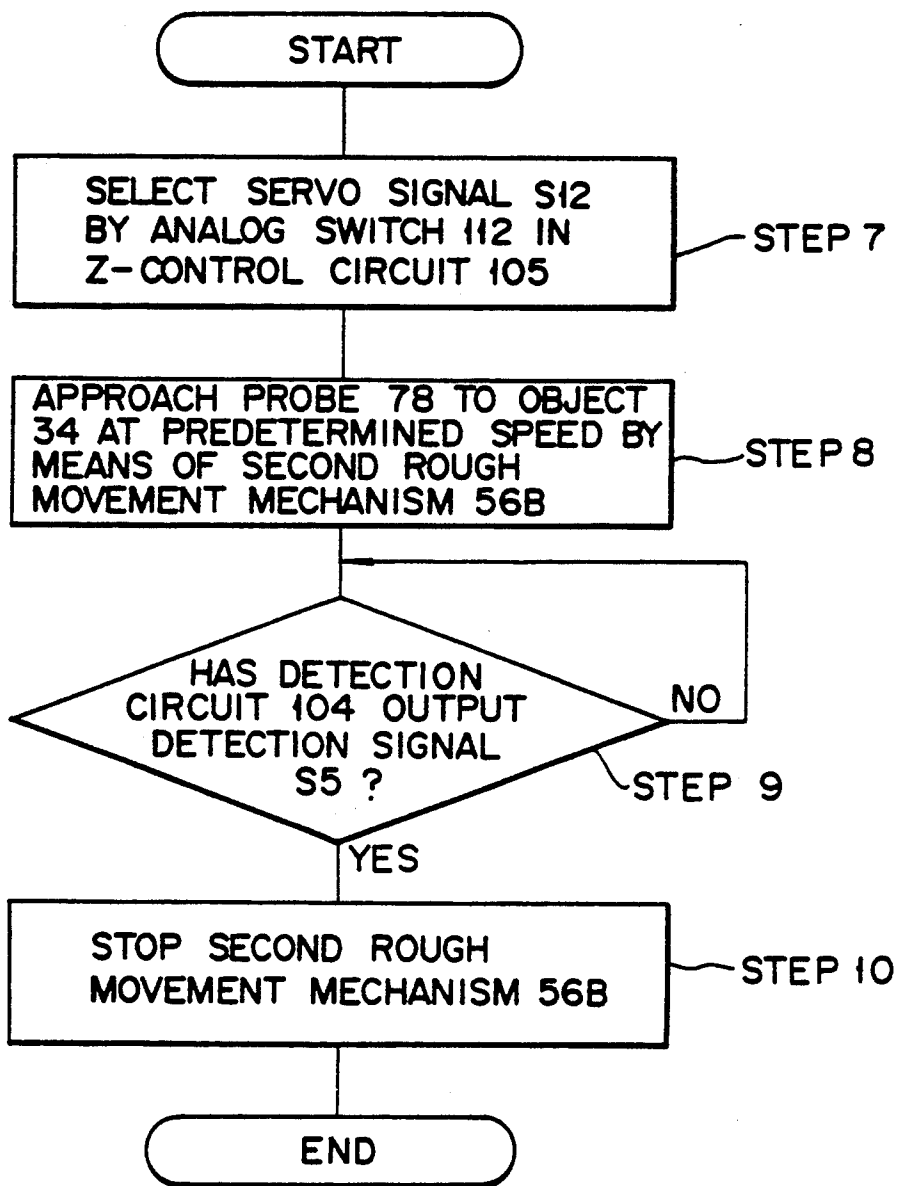 START
SELECT SERVO SIGNAL S12
BY ANALOG SWITCH 112 IN
Z-CONTROL CIRCUIT 105
STEP 7
APPROACH PROBE 78 TO OBJECT
34 AT PREDETERMINED SPEED BY
MEANS OF SECOND ROUGH
MOVEMENT MECHANISM 56B
STEP 8
HAS DETECTION
CIRCUIT 104 OUTPUT
DETECTION SIGNAL
S5 ?
NO
STEP 9
YES
STOP SECOND ROUGH
MOVEMENT MECHANISM 56B
STEP 10
END